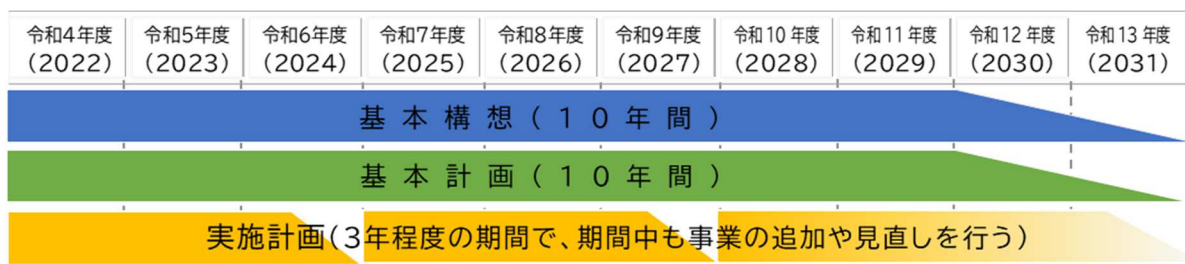 令和4年度 令和5年度 令和6年度 令和7年度 令和8年度 令和9年度 令和10年度 令和11年度 令和12年度 令和13年度
(2022) (2023) (2024) (2025) (2026) (2027) (2028) (2029) (2030) (2031)
基本構想(10年間)
基本計画(10年間)
実施計画(3年程度の期間で、期間中も事業の追加や見直しを行う)